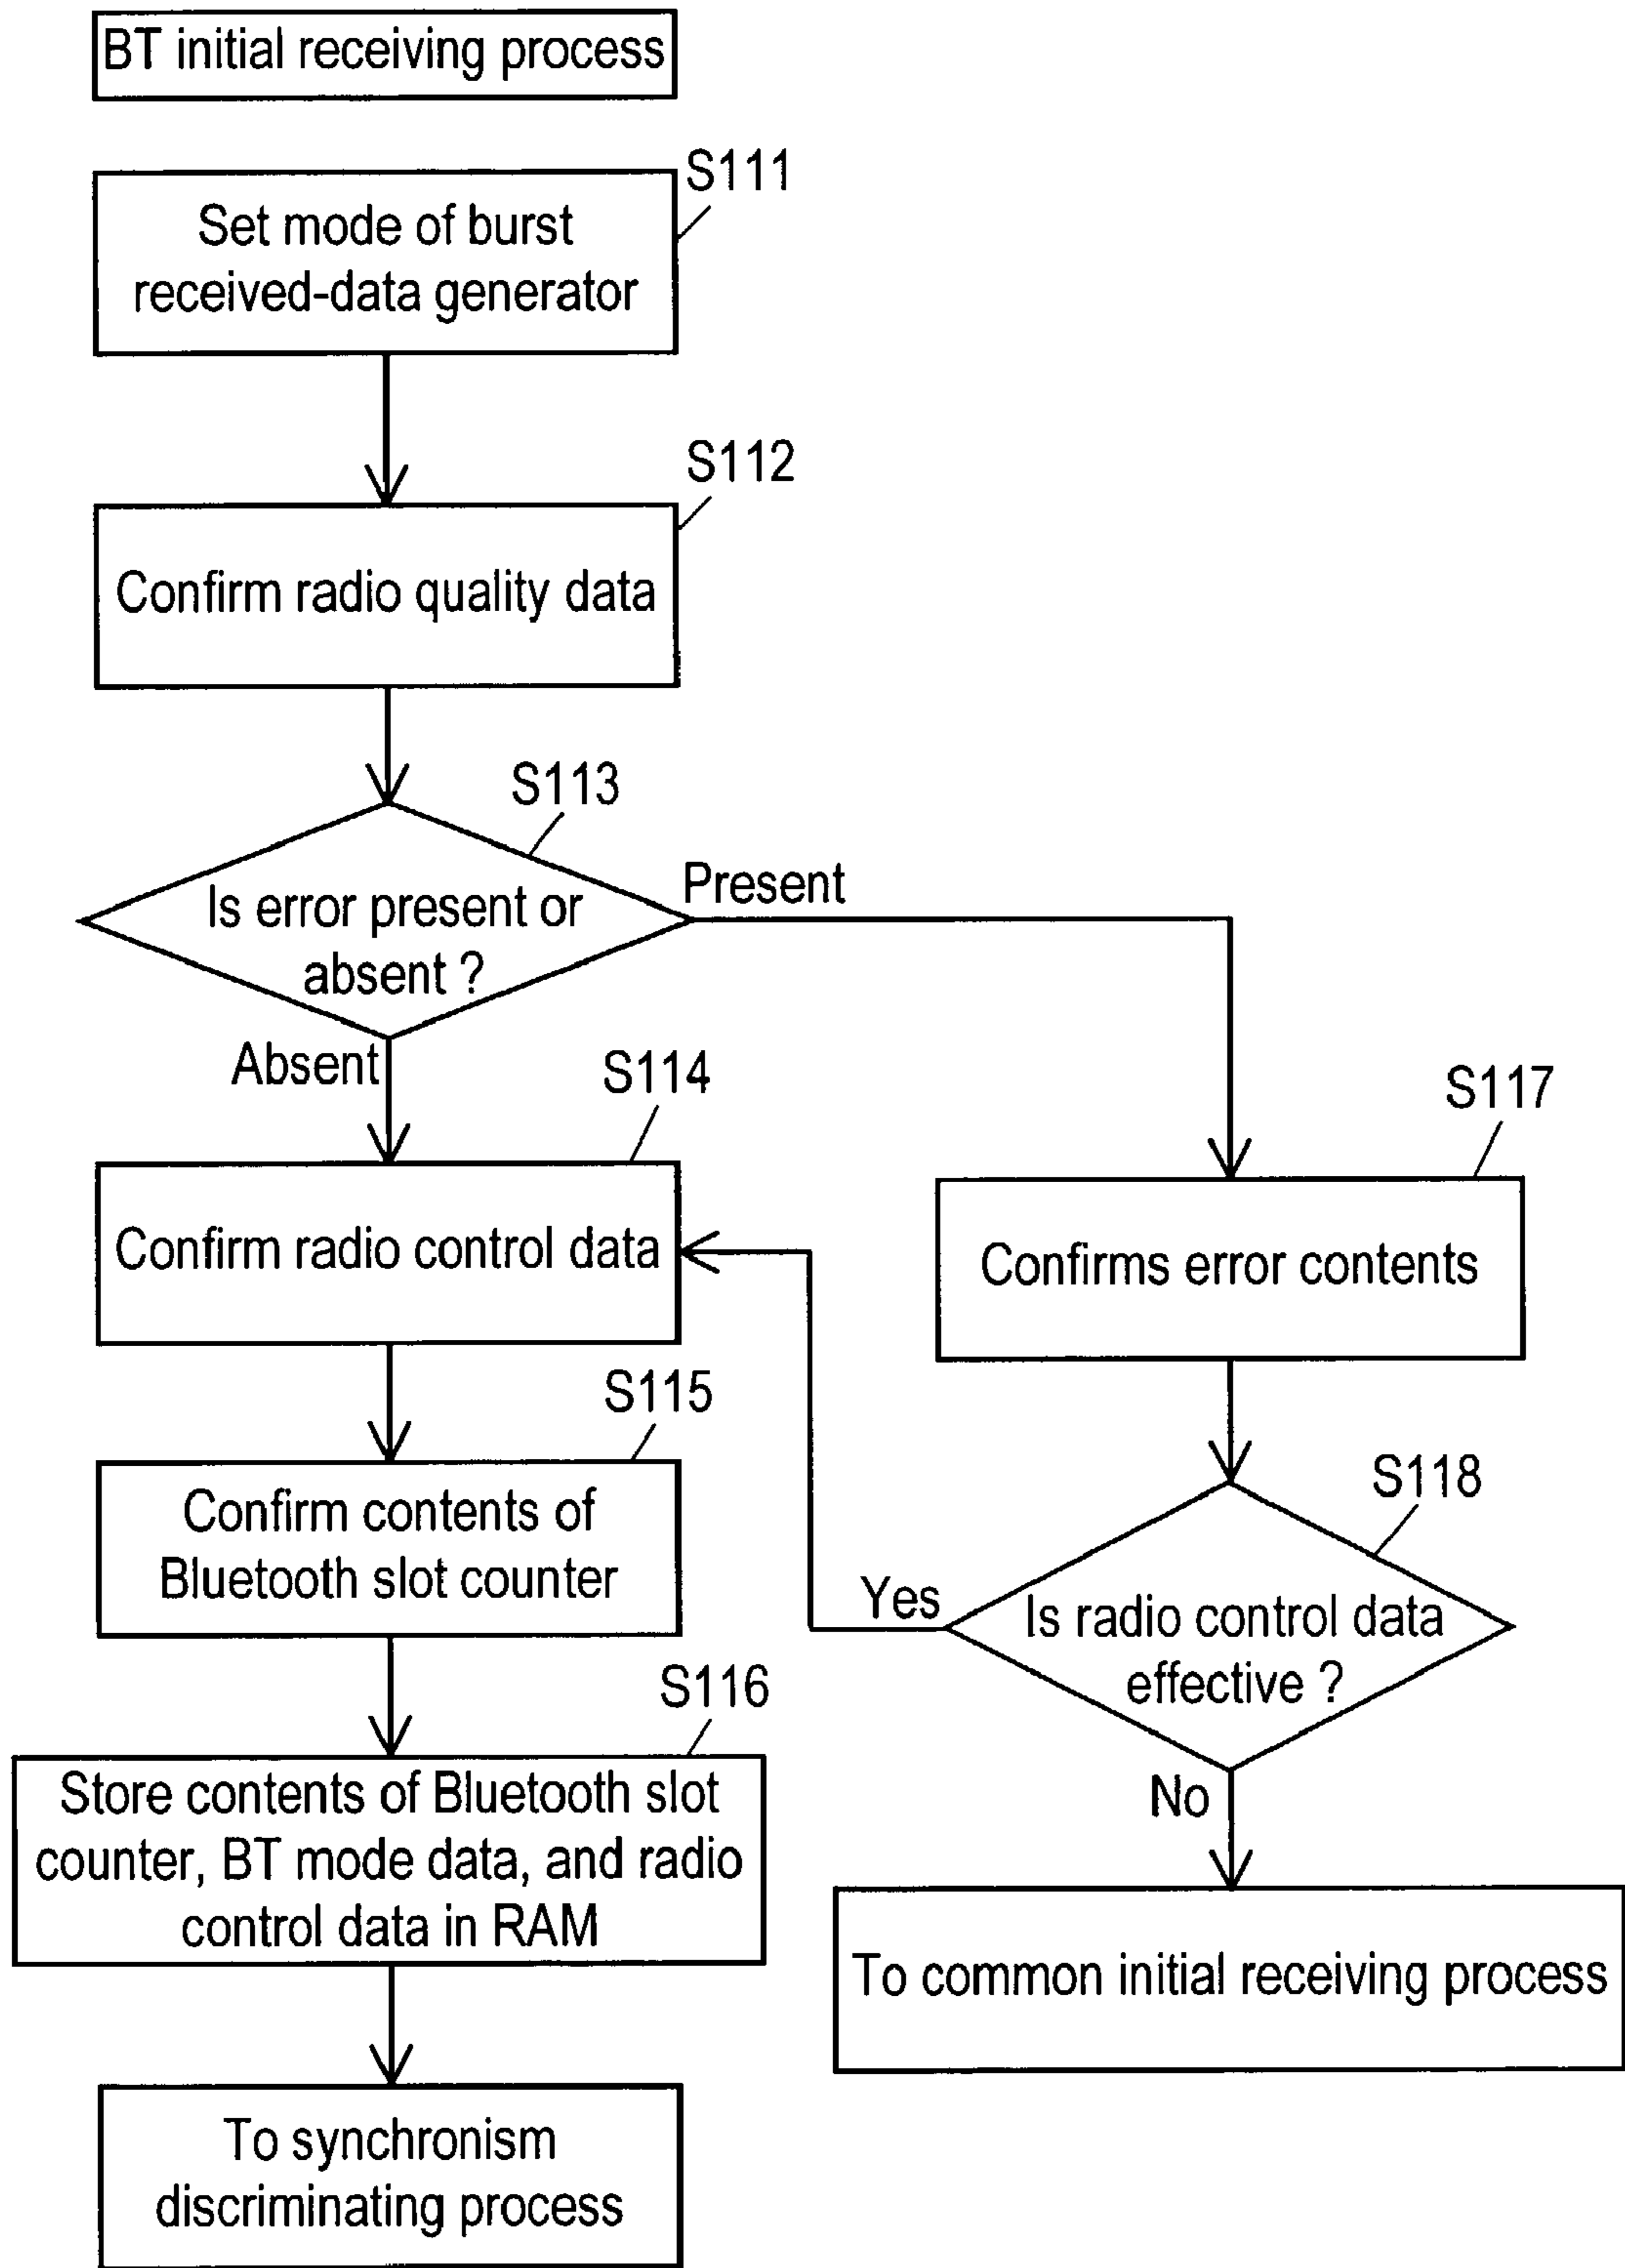 BT initial receiving process
S111
Set mode of burst
received-data generator
S112
Confirm radio quality data
S113
Is error present or
absent ?
Present
Absent
S114
Confirm radio control data
S115
Confirm contents of
Bluetooth slot counter
S116
Store contents of Bluetooth slot
counter, BT mode data, and radio
control data in RAM
To synchronism
discriminating process
S117
Confirms error contents
S118
Is radio control data
effective ?
Yes
No
To common initial receiving process